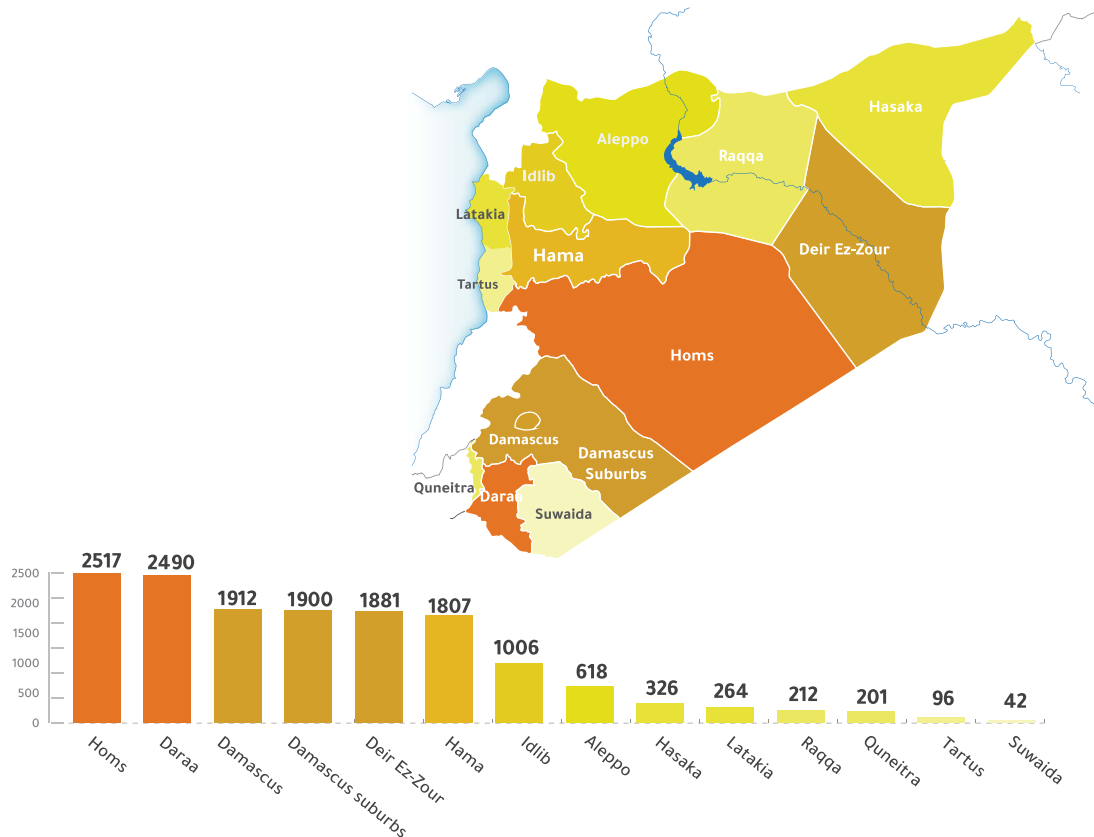 Hasaka
Aleppo
Raqqa
Idlib
Latakia
Deir Ez-Zour
Hama
Tartus
Homs
Damascus
Damascus
Suburbs
Quneitra
Daraa
Suwaida
2517
2490
1912
1900
1881
1807
1006
618
326
264
212
201
96
42
2500
2000
1500
1000
500
0
Homs
Daraa
Damascus
Damascus suburbs
Deir Ez-Zour
Hama
Idlib
Aleppo
Hasaka
Latakia
Raqqa
Quneitra
Tartus
Suwaida